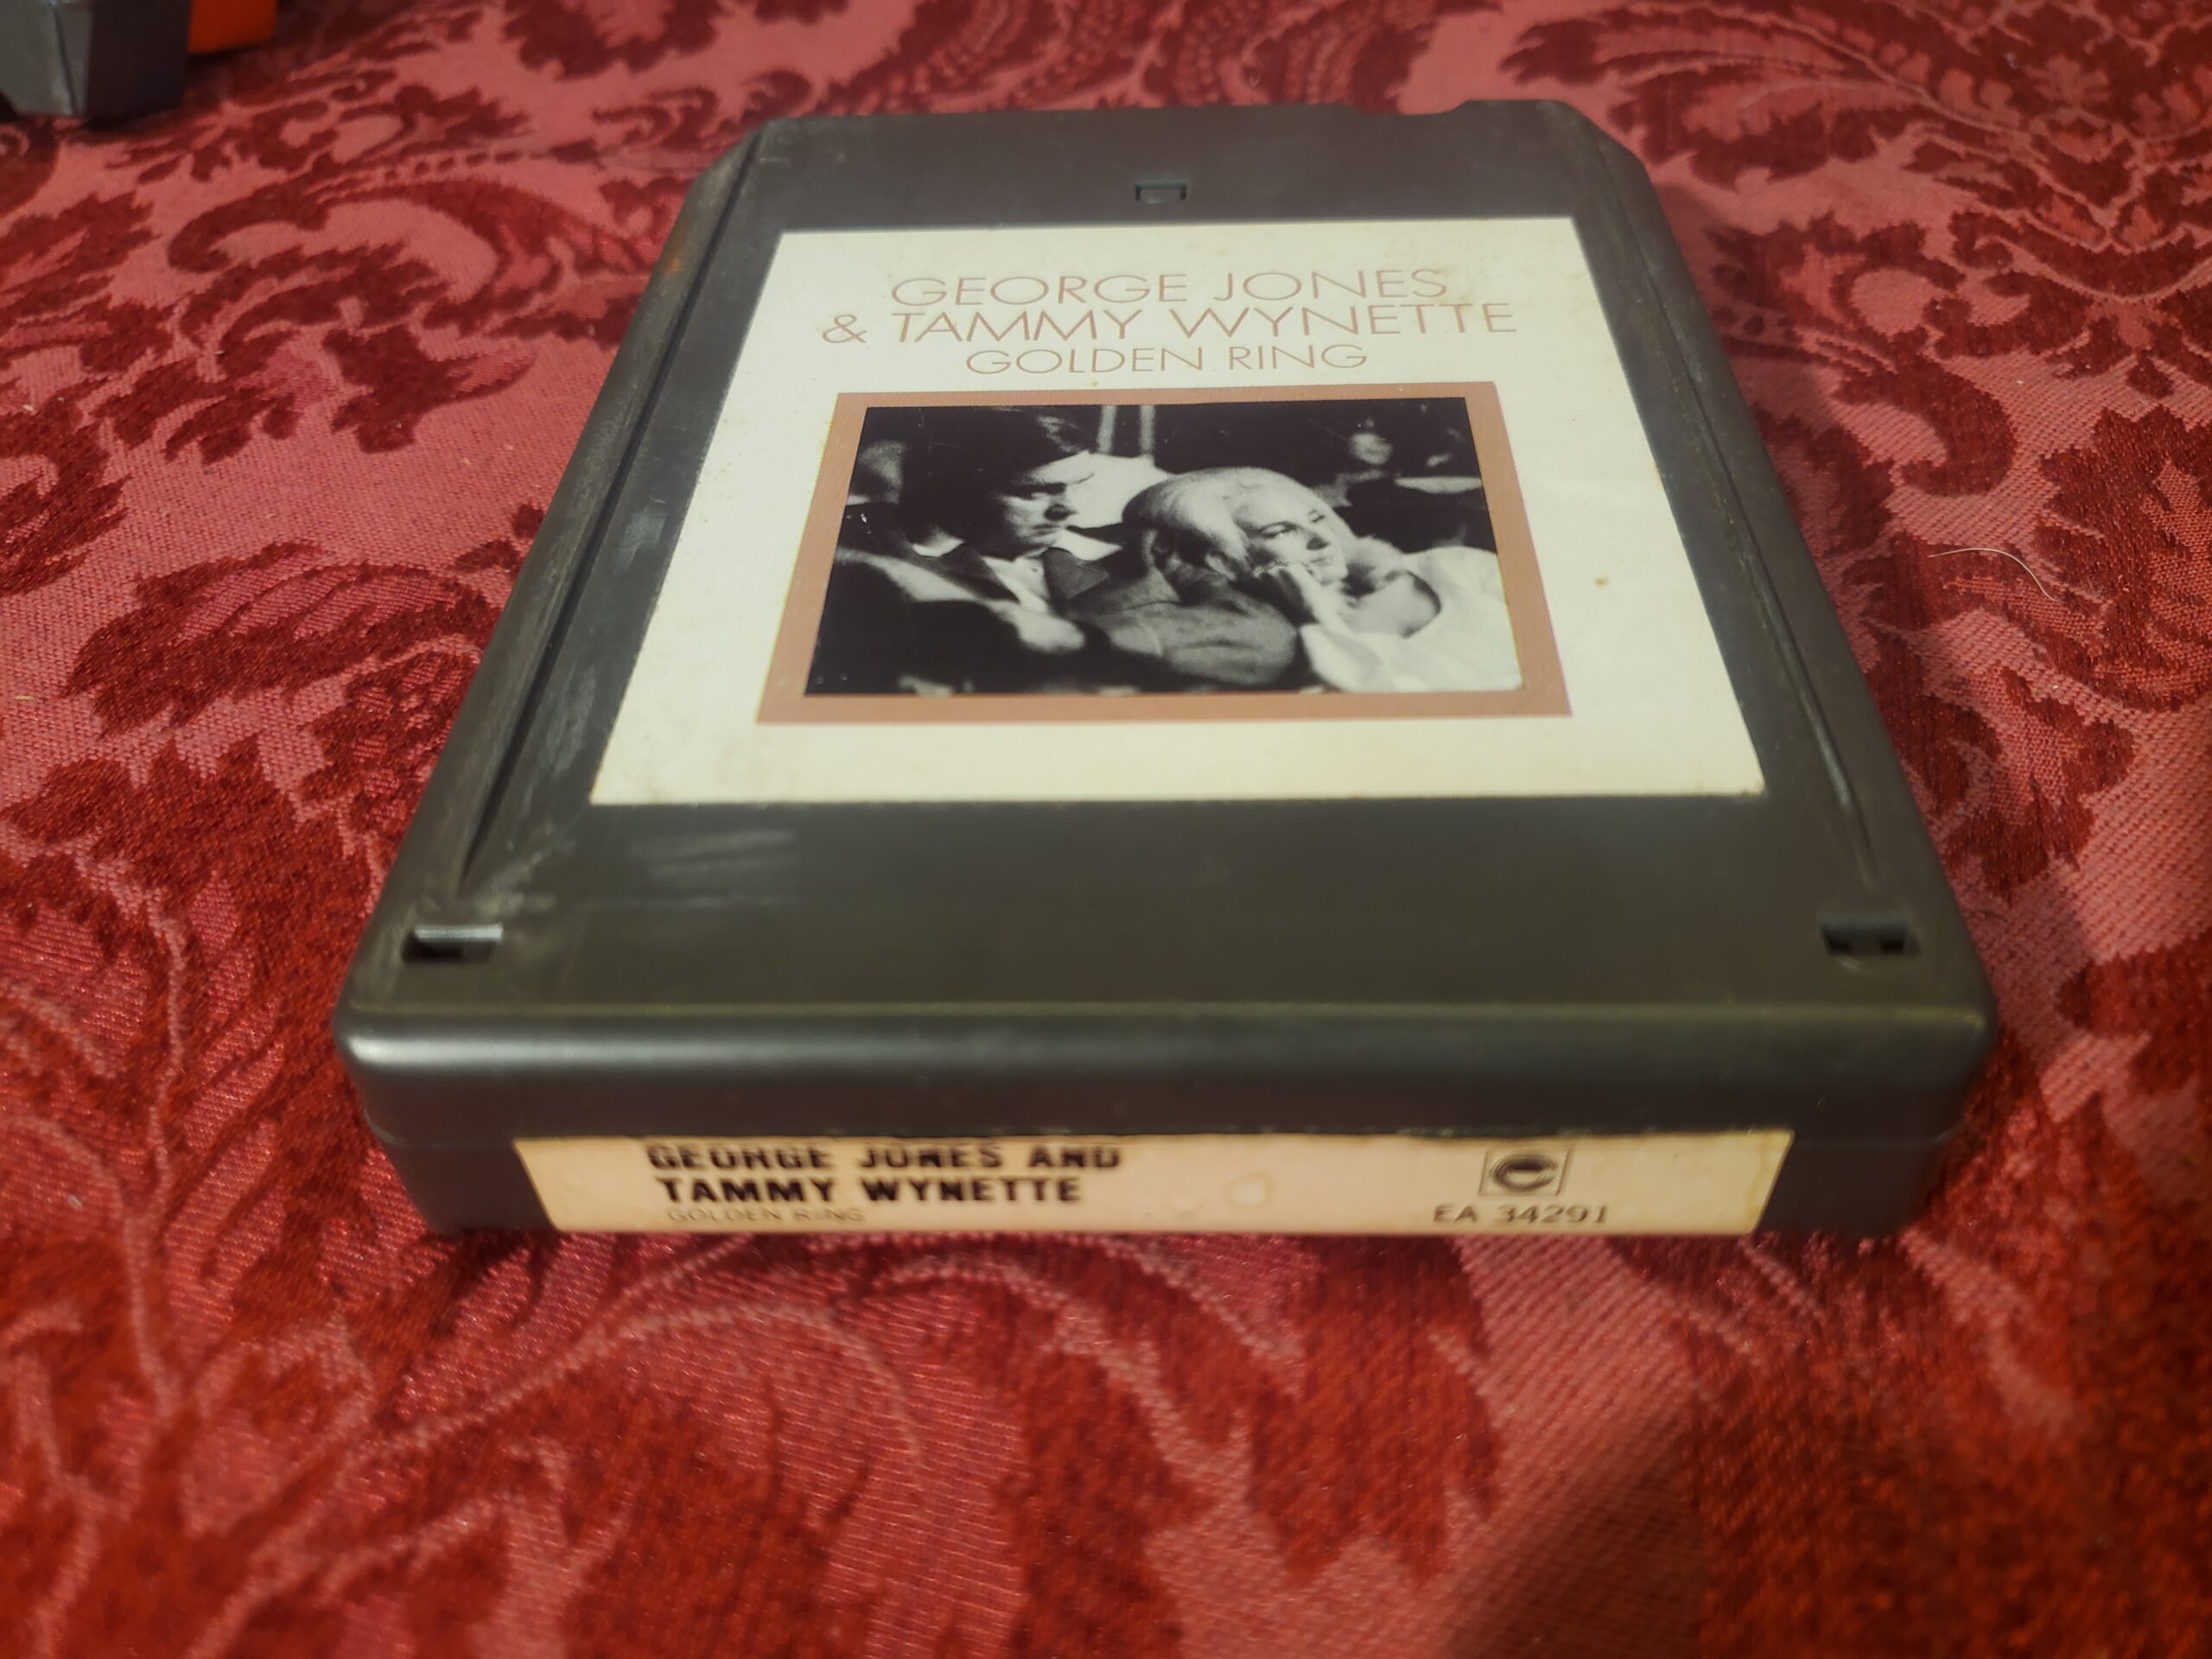 GEORGE JONES
& TAMMY WYNETTE
GOLDEN RING
GEORGE JONES AND
TAMMY WYNETTE
GOLDEN RING
EA 34291